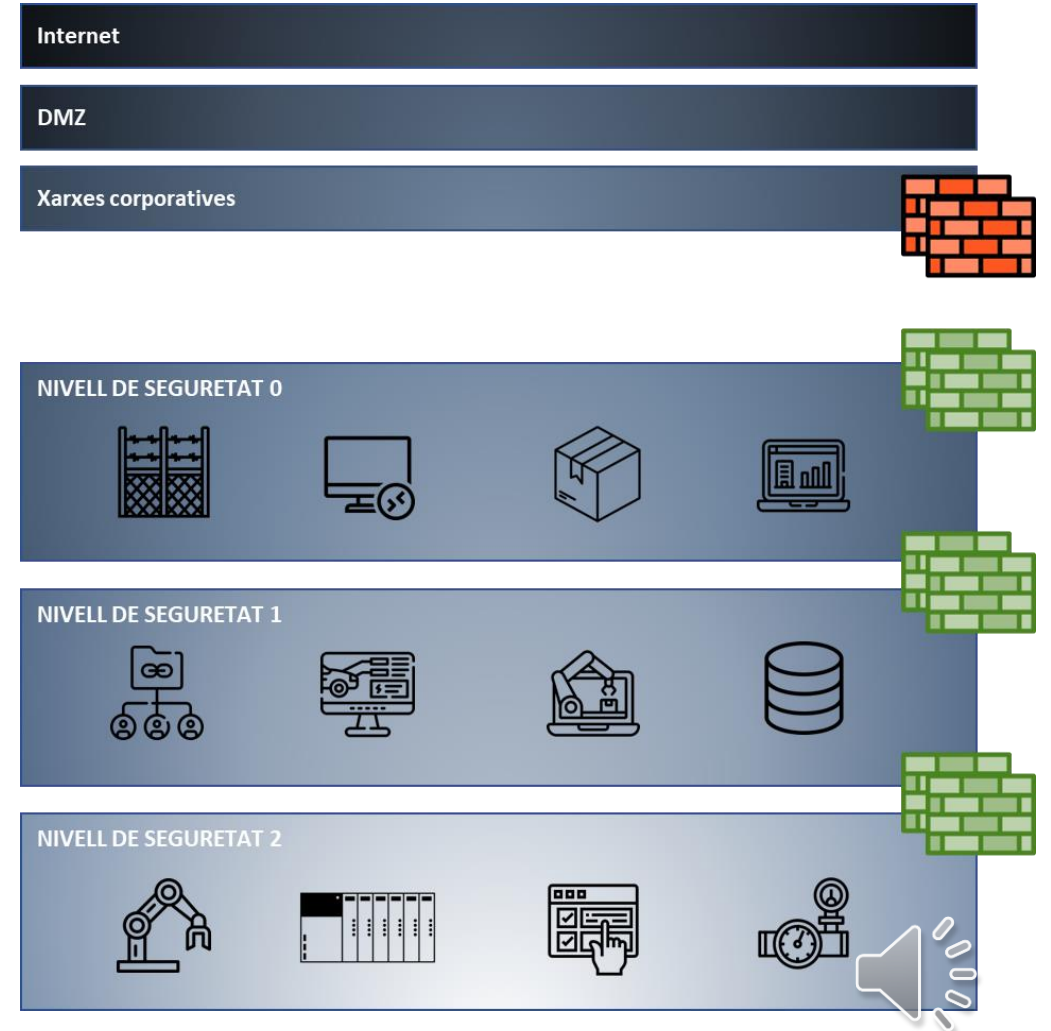 Internet
DMZ
Xarxes corporatives
NIVELL DE SEGURETAT 0
NIVELL DE SEGURETAT 1
NIVELL DE SEGURETAT 2